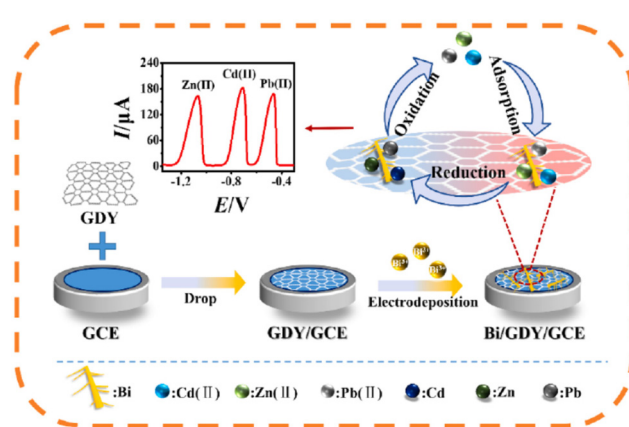 240
180
120
60
0
I/μA
Zn(II)
Cd(II)
Pb(II)
-1,2
-0,8
-0,4
E/V
Oxidation
Adsorption
Reduction
GDY
GCE
Drop
GDY/GCE
Electrodeposition
Bi/GDY/GCE
:Bi :Cd(Ⅱ) :Zn(Ⅱ) :Pb(Ⅱ) :Cd :Zn :Pb